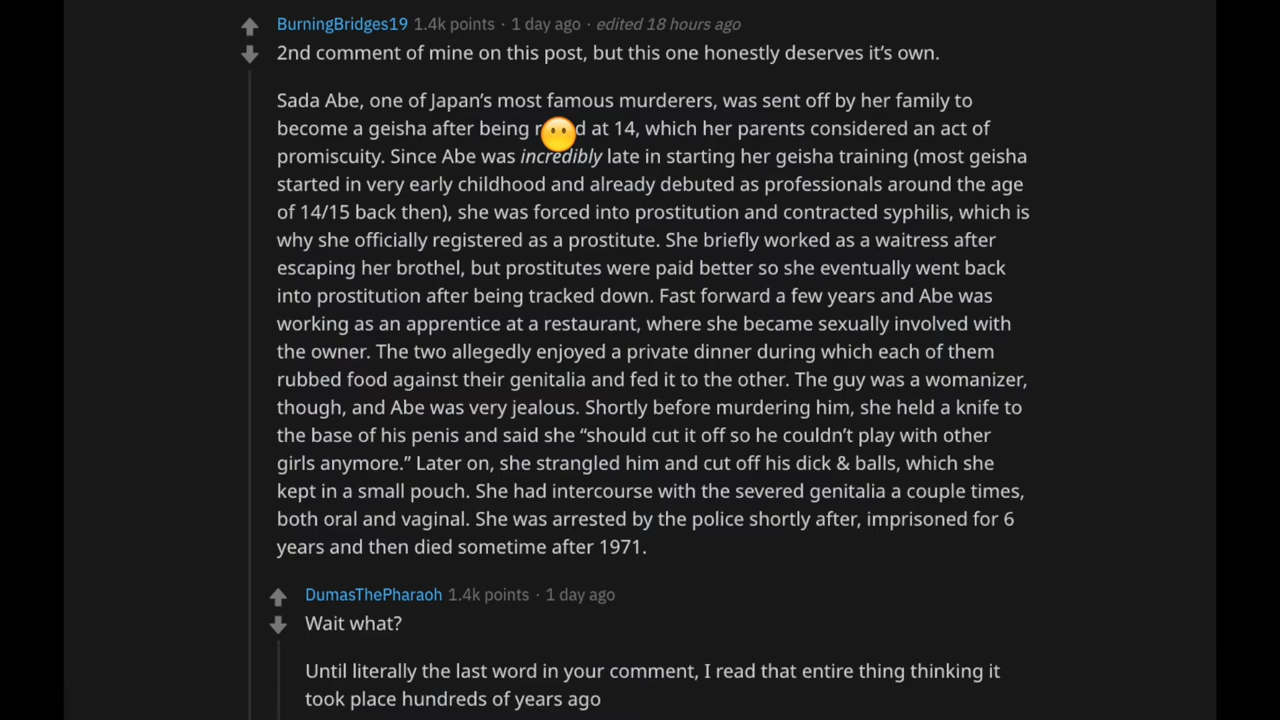 BurningBridges19 1.4k points · 1 day ago · edited 18 hours ago
2nd comment of mine on this post, but this one honestly deserves it’s own.
Sada Abe, one of Japan’s most famous murderers, was sent off by her family to
become a geisha after being at 14, which her parents considered an act of
promiscuity. Since Abe was incredibly late in starting her geisha training (most geisha
started in very early childhood and already debuted as professionals around the age
of 14/15 back then), she was forced into prostitution and contracted syphilis, which is
why she officially registered as a prostitute. She briefly worked as a waitress after
escaping her brothel, but prostitutes were paid better so she eventually went back
into prostitution after being tracked down. Fast forward a few years and Abe was
working as an apprentice at a restaurant, where she became sexually involved with
the owner. The two allegedly enjoyed a private dinner during which each of them
rubbed food against their genitalia and fed it to the other. The guy was a womanizer,
though, and Abe was very jealous. Shortly before murdering him, she held a knife to
the base of his penis and said she “should cut it off so he couldn’t play with other
girls anymore.” Later on, she strangled him and cut off his dick & balls, which she
kept in a small pouch. She had intercourse with the severed genitalia a couple times,
both oral and vaginal. She was arrested by the police shortly after, imprisoned for 6
years and then died sometime after 1971.
DumasThePharaoh 1.4k points · 1 day ago
Wait what?
Until literally the last word in your comment, I read that entire thing thinking it
took place hundreds of years ago